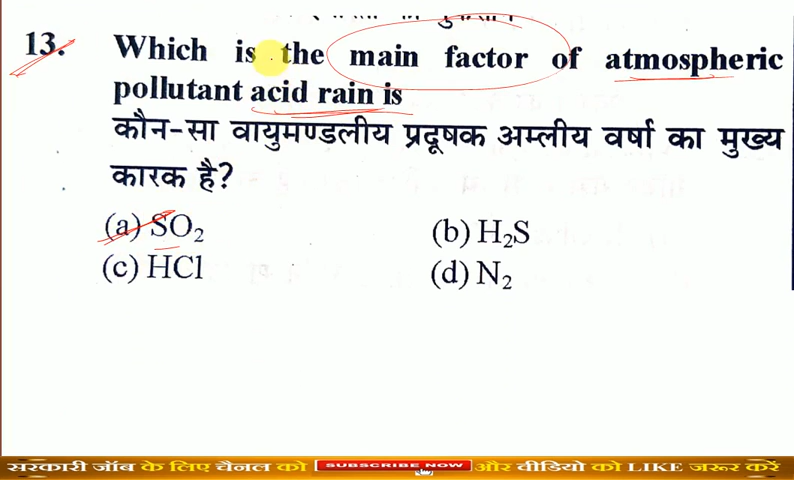 13. Which is the main factor of atmospheric
pollutant acid rain is
कौन-सा वायुमण्डलीय प्रदूषक अम्लीय वर्षा का मुख्य
कारक है?
(a) SO₂ (b) H₂S
(c) HCl (d) N₂
सरकारी जॉब के लिए चैनल को SUBSCRIBE NOW और वीडियो को LIKE जरूर करें